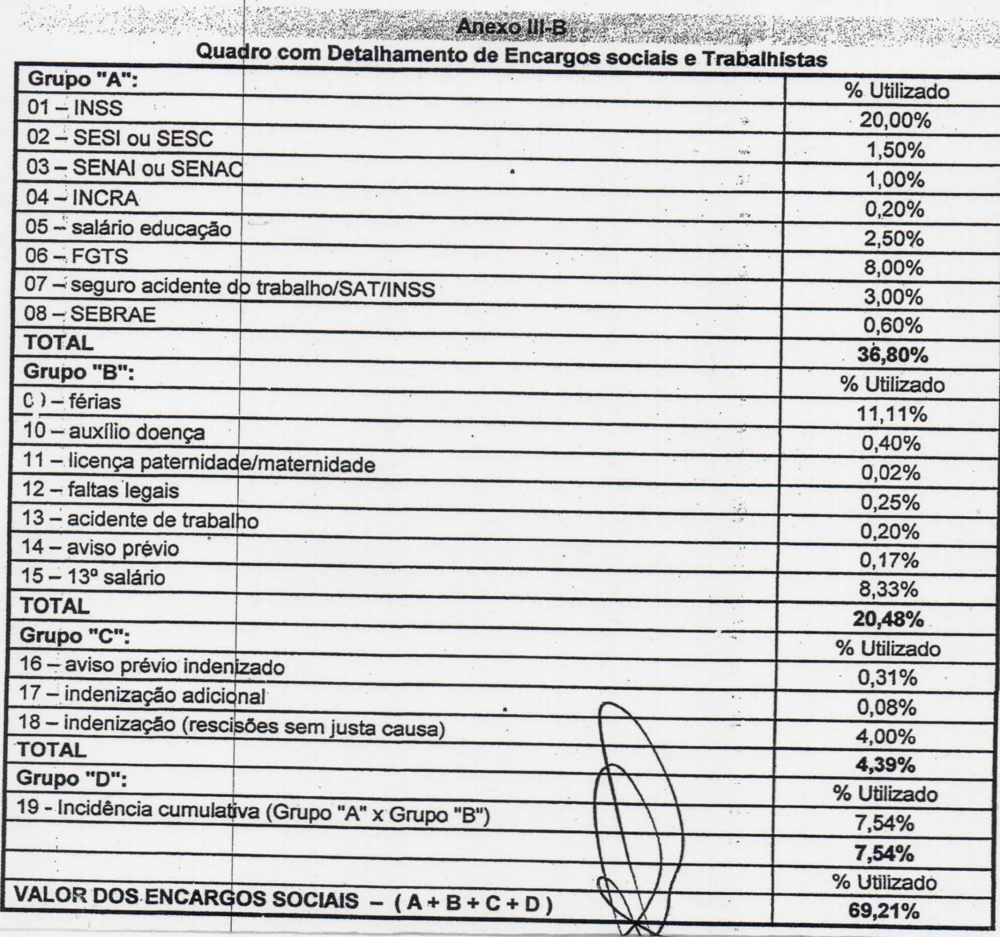 Anexo III-B
Quadro com Detalhamento de Encargos sociais e Trabalhistas
Grupo "A": % Utilizado
01 – INSS 20,00%
02 – SESI ou SESC 1,50%
03 – SENAI ou SENAC 1,00%
04 – INCRA 0,20%
05 – salário educação 2,50%
06 – FGTS 8,00%
07 – seguro acidente do trabalho/SAT/INSS 3,00%
08 – SEBRAE 0,60%
TOTAL 36,80%
Grupo "B": % Utilizado
– férias 11,11%
10 – auxílio doença 0,40%
11 – licença paternidade/maternidade 0,02%
12 – faltas legais 0,25%
13 – acidente de trabalho 0,20%
14 – aviso prévio 0,17%
15 – 13º salário 8,33%
TOTAL 20,48%
Grupo "C": % Utilizado
16 – aviso prévio indenizado 0,31%
17 – indenização adicional 0,08%
18 – indenização (rescisões sem justa causa) 4,00%
TOTAL 4,39%
Grupo "D": % Utilizado
19 - Incidência cumulativa (Grupo "A" x Grupo "B") 7,54%
7,54%
% Utilizado
VALOR DOS ENCARGOS SOCIAIS – ( A + B + C + D ) 69,21%